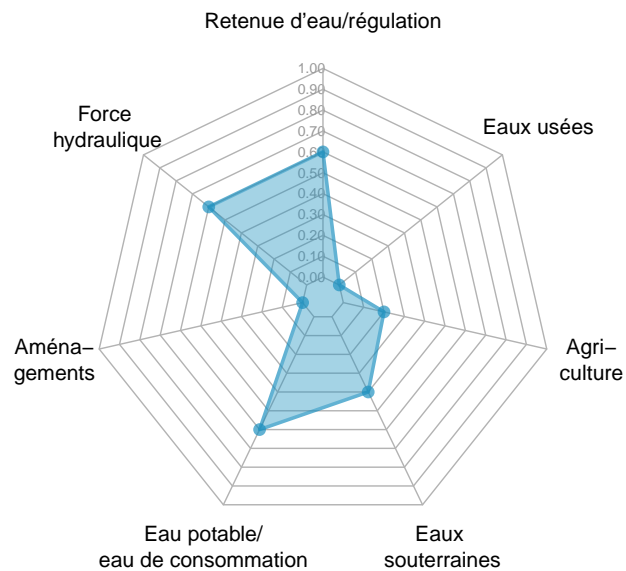 Retenue d'eau/régulation
1.00
0.90
0.80
0.70
0.60
0.50
0.40
0.30
0.20
0.10
0.00
Force
hydraulique
Eaux usées
Aména−
gements
Agri−
culture
Eau potable/
eau de consommation
Eaux
souterraines